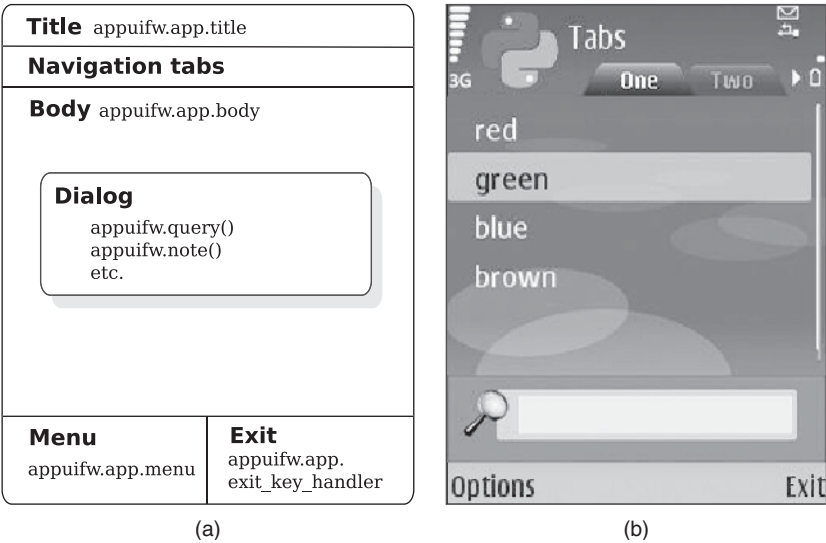 Title appuifw.app.title
Navigation tabs
Body appuifw.app.body
Dialog
appuifw.query()
appuifw.note()
etc.
Menu
appuifw.app.menu
Exit
appuifw.app.
exit_key_handler
(a)
Tabs
3G
One
Two
red
green
blue
brown
Options
Exit
(b)